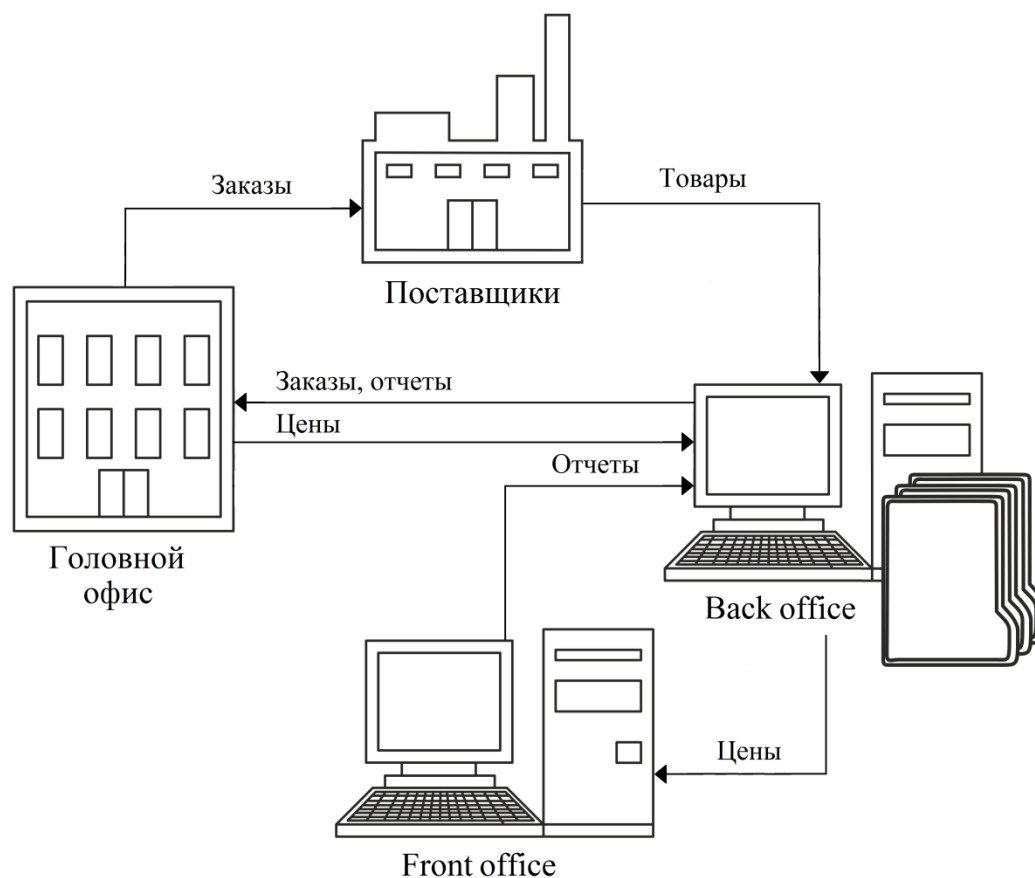 Заказы
Товары
Поставщики
Заказы, отчеты
Цены
Отчеты
Головной
офис
Back office
Цены
Front office